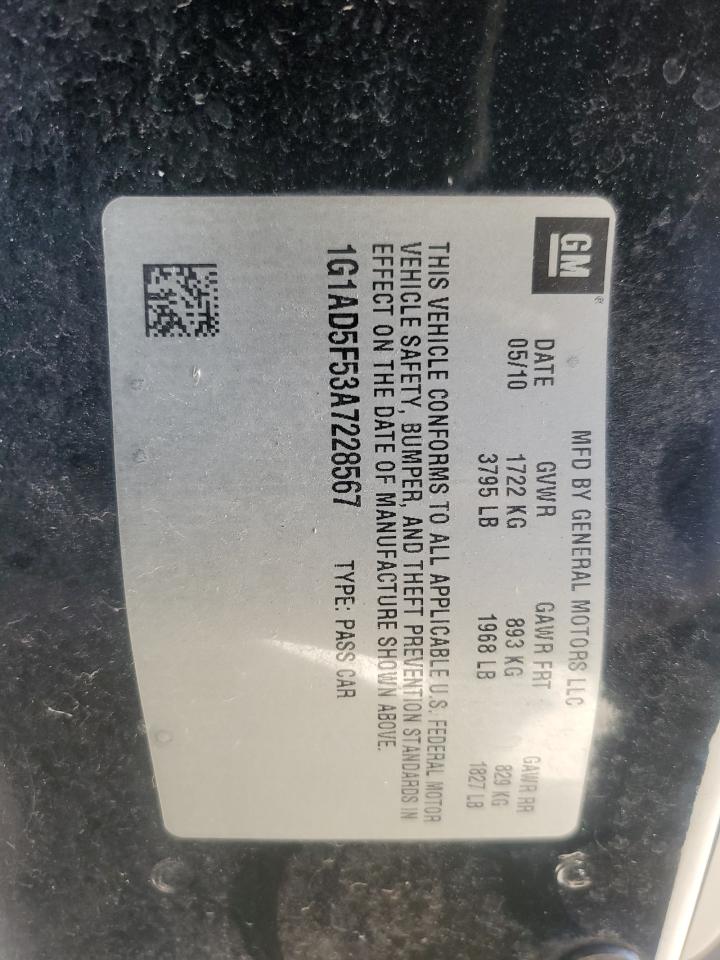 GM ®
MFD BY GENERAL MOTORS LLC
DATE GVWR GAWR FRT GAWR RR
05/10 1722 KG 893 KG 829 KG
3795 LB 1968 LB 1827 LB
THIS VEHICLE CONFORMS TO ALL APPLICABLE U.S. FEDERAL MOTOR
VEHICLE SAFETY, BUMPER, AND THEFT PREVENTION STANDARDS IN
EFFECT ON THE DATE OF MANUFACTURE SHOWN ABOVE.
1G1AD5F53A7228567 TYPE: PASS CAR